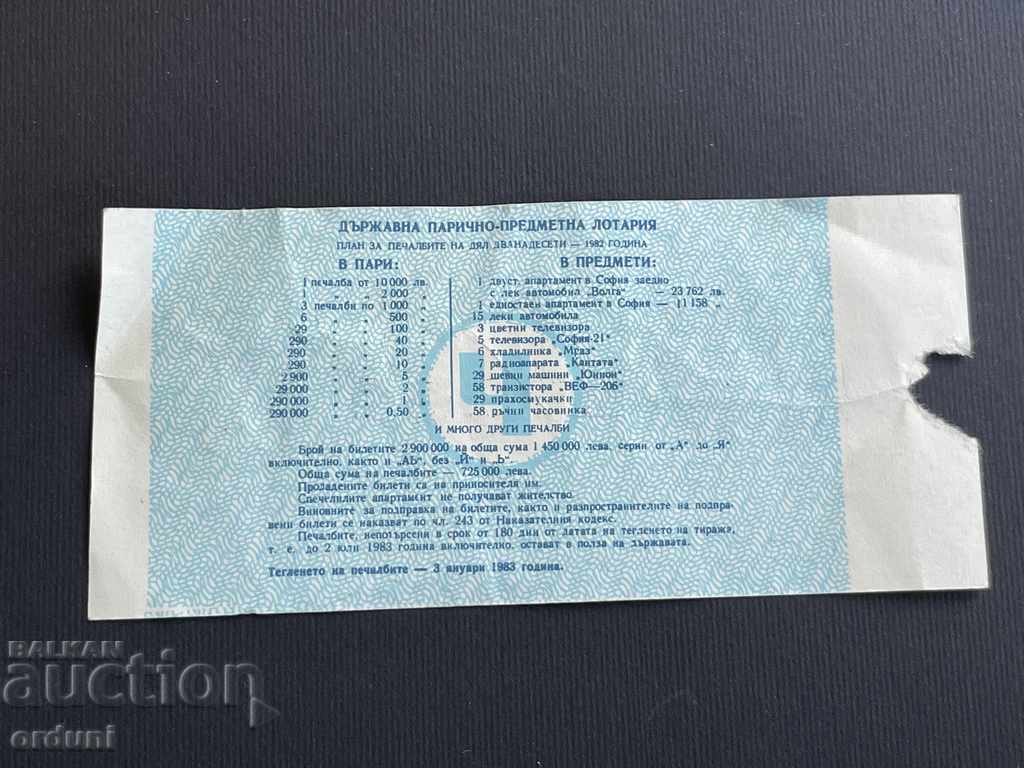 ДЪРЖАВНА ПАРИЧНО-ПРЕДМЕТНА ЛОТАРИЯ
ПЛАН ЗА ПЕЧАЛБИТЕ НА ДЯЛ ДВАНАДЕСЕТИ — 1982 ГОДИНА
В ПАРИ:
1 печалба от 10 000 лв.
1 „ „ 2 000 „
3 печалби по 1 000 „
6 „ „ 500 „
29 „ „ 100 „
290 „ „ 40 „
290 „ „ 20 „
290 „ „ 10 „
2 900 „ „ 5 „
29 000 „ „ 2 „
290 000 „ „ 1 „
290 000 „ „ 0,50 „
В ПРЕДМЕТИ:
1 двуст. апартамент в София заедно
с лек автомобил „Волга" — 23 762 лв.
1 едностаен апартамент в София — 11 158 „
15 леки автомобила
3 цветни телевизора
5 телевизора „София-21"
6 хладилника „Мраз"
7 радиоапарата „Кантата"
29 шевни машини „Юнион"
58 транзистора „ВЕФ—206"
29 прахосмукачки
58 ръчни часовника
И МНОГО ДРУГИ ПЕЧАЛБИ
Брой на билетите 2 900 000 на обща сума 1 450 000 лева, серии от „А" до „Я"
включително, както и „АБ", без „Й" и „Ь".
Обща сума на печалбите — 725 000 лева.
Продадените билети са на приносителя им.
Спечелилите апартамент не получават жителство.
Виновните за подправка на билетите, както и разпространителите на подпра-
вени билети се наказват по чл. 243 от Наказателния кодекс.
Печалбите, непотърсени в срок от 180 дни от датата на тегленето на тиража,
т. е. до 2 юли 1983 година включително, остават в полза на държавата.
Тегленето на печалбите — 3 януари 1983 година.
BALKAN
auction
orduni